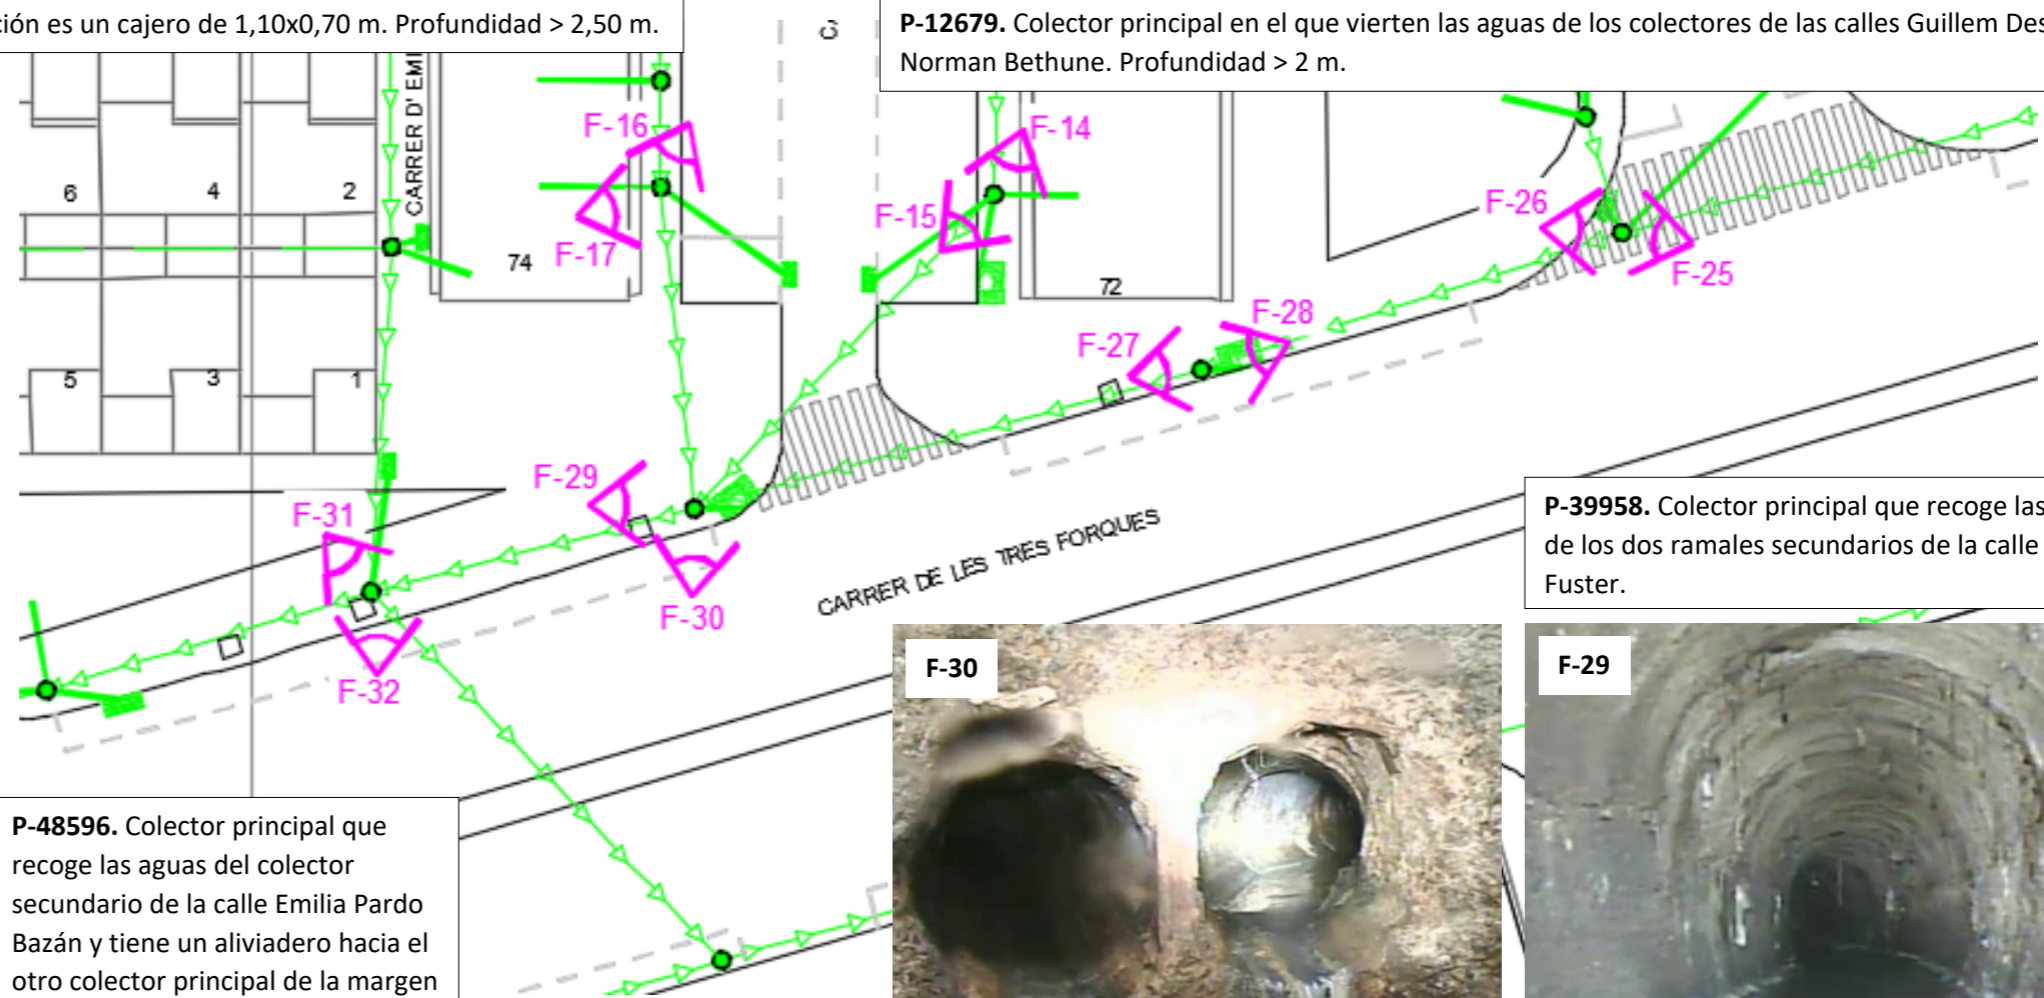 ción es un cajero de 1,10x0,70 m. Profundidad > 2,50 m.
P-12679. Colector principal en el que vierten las aguas de los colectores de las calles Guillem Des
Norman Bethune. Profundidad > 2 m.
CARRER D' EMI
C.
F-16
F-14
6
4
2
F-15
F-26
F-17
74
72
F-25
F-28
F-27
5
3
1
F-29
F-31
CARRER DE LES TRES FORQUES
P-39958. Colector principal que recoge las
de los dos ramales secundarios de la calle
Fuster.
F-30
F-32
F-30
F-29
P-48596. Colector principal que
recoge las aguas del colector
secundario de la calle Emilia Pardo
Bazán y tiene un aliviadero hacia el
otro colector principal de la margen